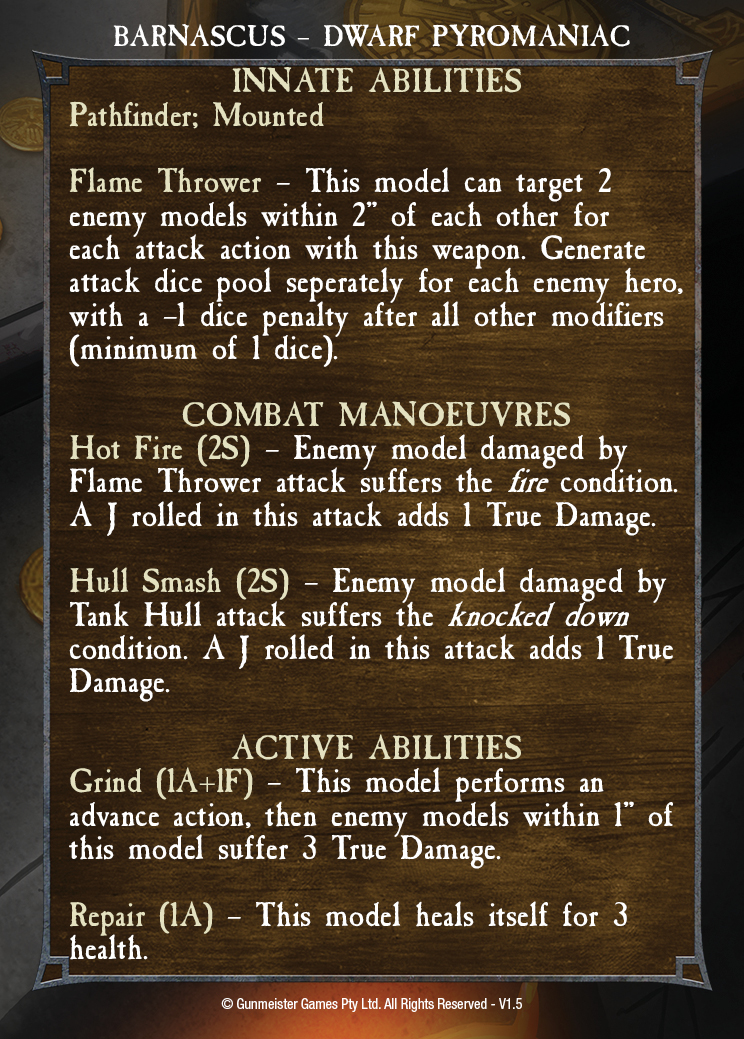 BARNASCUS – DWARF PYROMANIAC
INNATE ABILITIES
Pathfinder; Mounted
Flame Thrower – This model can target 2
enemy models within 2” of each other for
each attack action with this weapon. Generate
attack dice pool seperately for each enemy hero,
with a –1 dice penalty after all other modifiers
(minimum of 1 dice).
COMBAT MANOEUVRES
Hot Fire (2S) – Enemy model damaged by
Flame Thrower attack suffers the fire condition.
A J rolled in this attack adds 1 True Damage.
Hull Smash (2S) – Enemy model damaged by
Tank Hull attack suffers the knocked down
condition. A J rolled in this attack adds 1 True
Damage.
ACTIVE ABILITIES
Grind (1A+1F) – This model performs an
advance action, then enemy models within 1” of
this model suffer 3 True Damage.
Repair (1A) – This model heals itself for 3
health.
© Gunmeister Games Pty Ltd. All Rights Reserved - V1.5